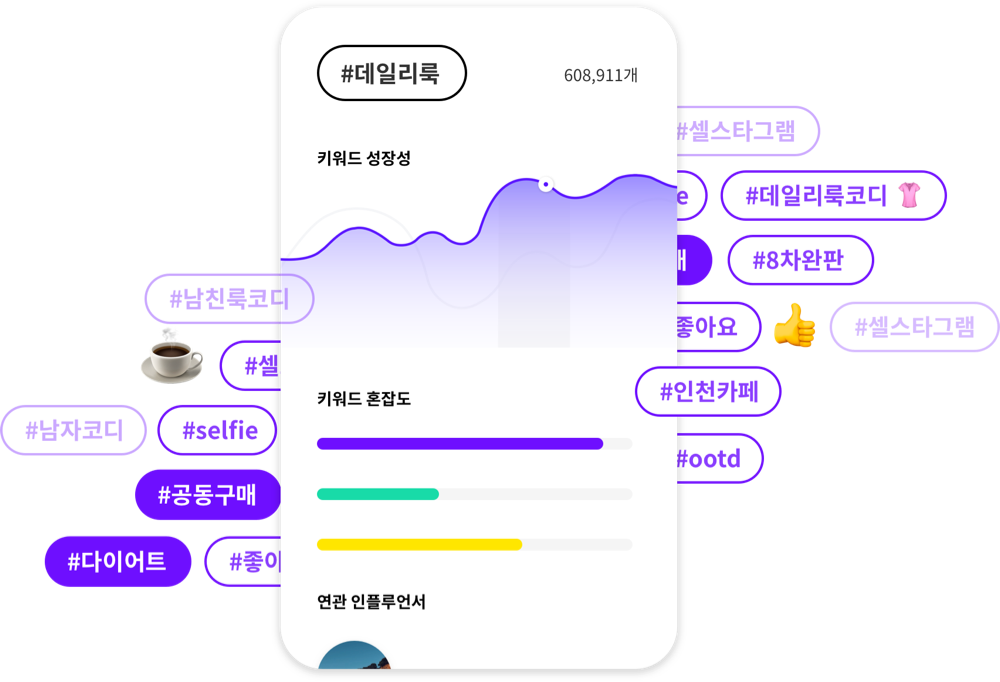 #데일리룩
608,911개
키워드 성장성
키워드 혼잡도
연관 인플루언서
#남친룩코디
#셀
#남자코디
#selfie
#공동구매
#다이어트
#좋아
#셀스타그램
e
#데일리룩코디
#8차완판
좋아요
#셀스타그램
#인천카페
#ootd